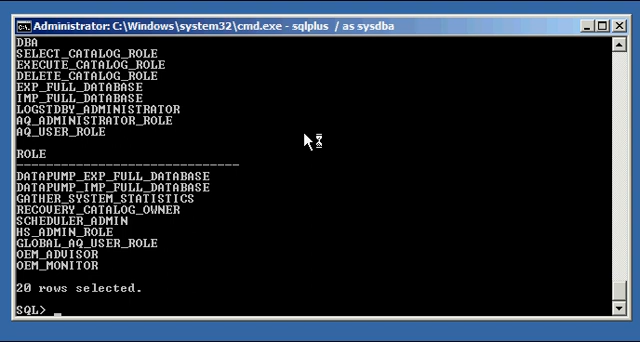 Administrator: C:\Windows\system32\cmd.exe - sqlplus  / as sysdba
DBA
SELECT_CATALOG_ROLE
EXECUTE_CATALOG_ROLE
DELETE_CATALOG_ROLE
EXP_FULL_DATABASE
IMP_FULL_DATABASE
LOGSTDBY_ADMINISTRATOR
AQ_ADMINISTRATOR_ROLE
AQ_USER_ROLE
ROLE
------------------------------
DATAPUMP_EXP_FULL_DATABASE
DATAPUMP_IMP_FULL_DATABASE
GATHER_SYSTEM_STATISTICS
RECOVERY_CATALOG_OWNER
SCHEDULER_ADMIN
HS_ADMIN_ROLE
GLOBAL_AQ_USER_ROLE
OEM_ADVISOR
OEM_MONITOR
20 rows selected.
SQL> _